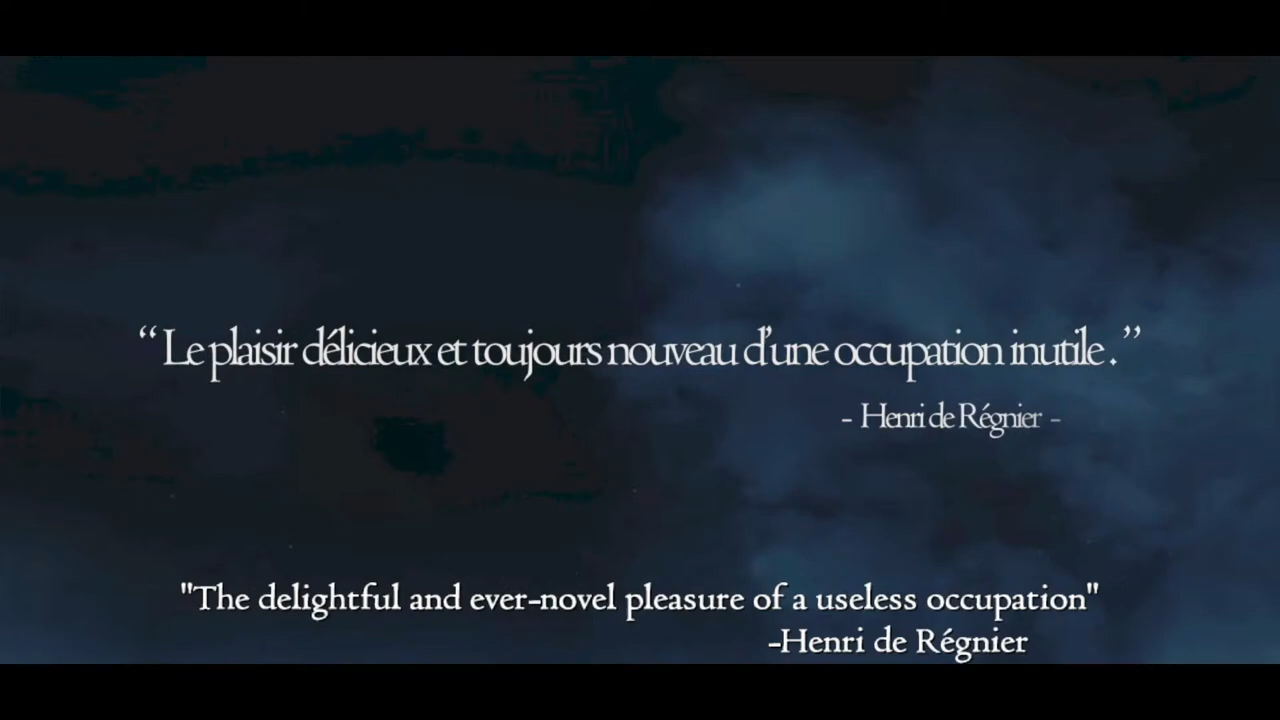 “Le plaisir délicieux et toujours nouveau d’une occupation inutile.”
- Henri de Régnier -
"The delightful and ever-novel pleasure of a useless occupation"
-Henri de Régnier